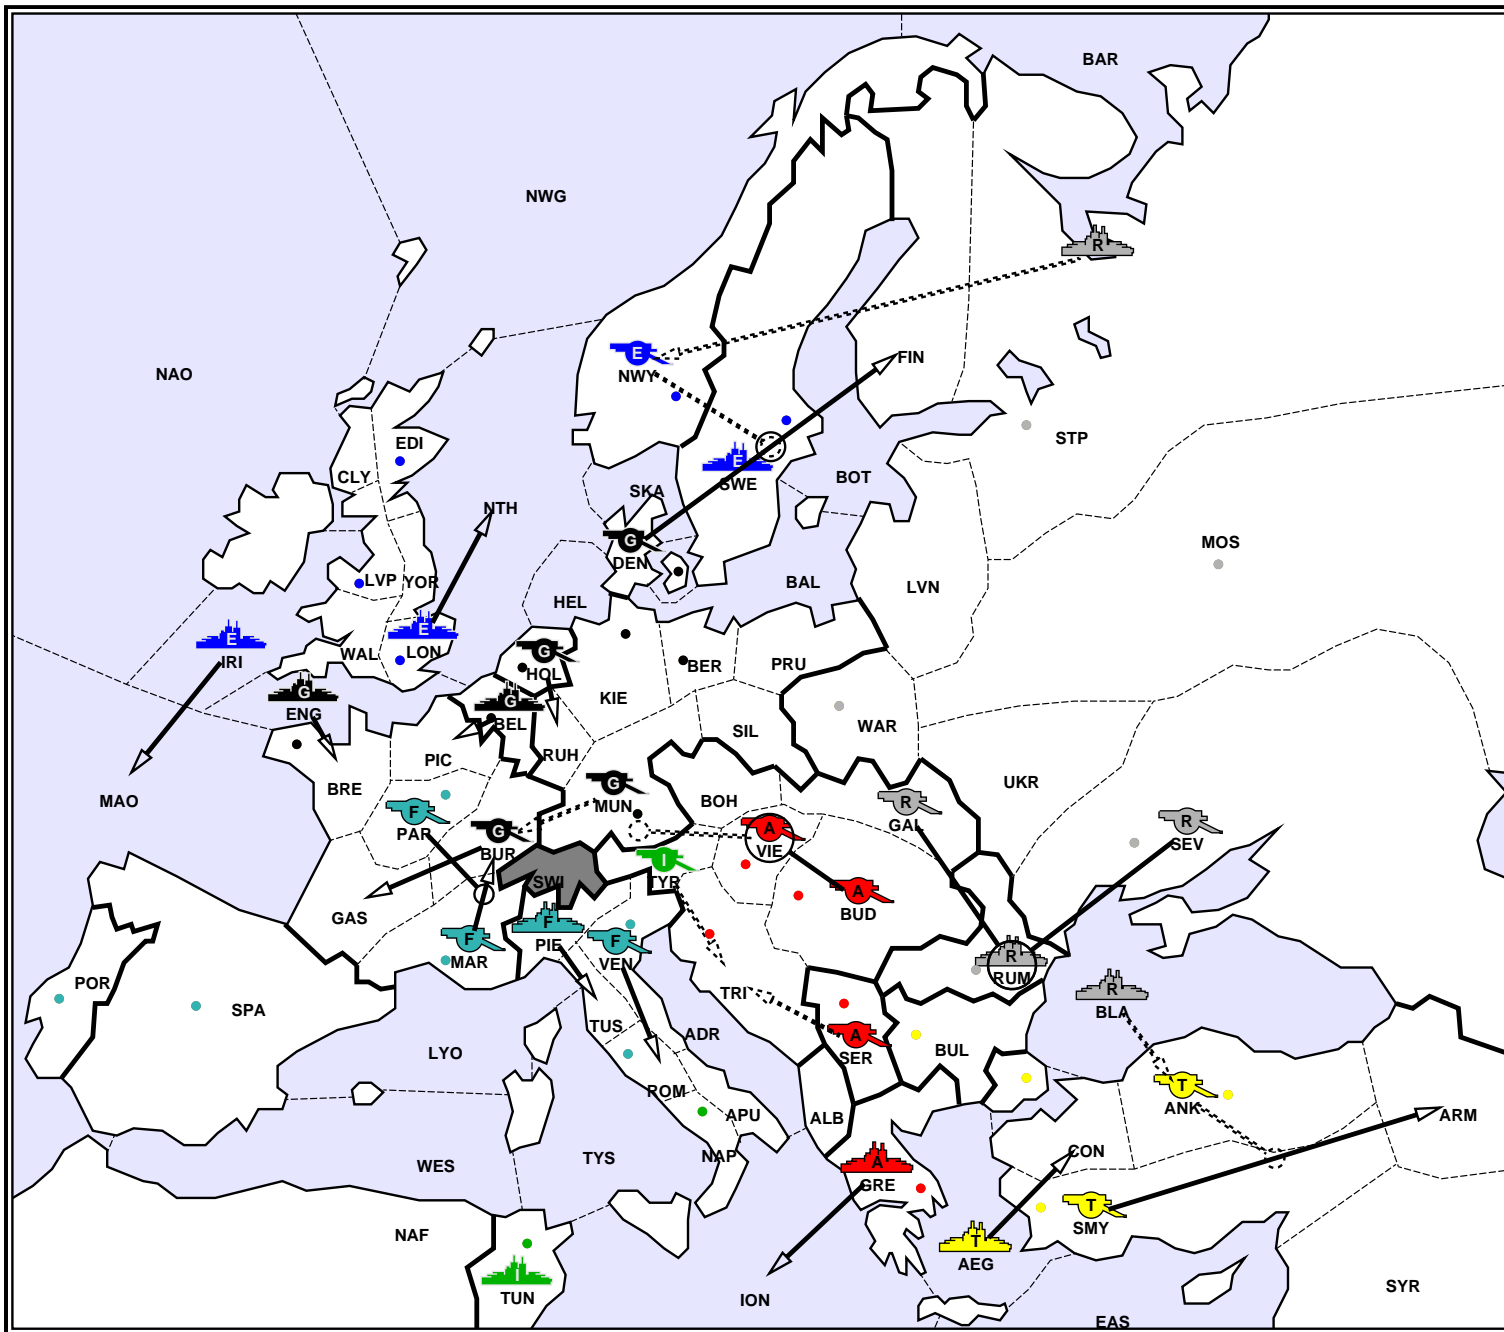 BAR
R
NWG
E
NWY
FIN
NAO
EDI
STP
CLY
E
SWE
BOT
SKA
NTH
G
DEN
MOS
LVP
YOR
BAL
LVN
HEL
E
IRI
E
LON
WAL
G
HOL
BER
PRU
KIE
G
ENG
G
BEL
WAR
SIL
PIC
RUH
UKR
BRE
MAO
G
MUN
BOH
F
PAR
R
GAL
R
SEV
G
BUR
A
VIE
I
TYR
SWI
A
BUD
GAS
F
MAR
F
PIE
F
VEN
R
RUM
POR
SPA
TRI
R
BLA
TUS
ADR
A
SER
BUL
LYO
ROM
APU
ALB
T
ANK
ARM
WES
TYS
NAP
CON
A
GRE
T
SMY
NAF
T
AEG
I
TUN
ION
SYR
EAS